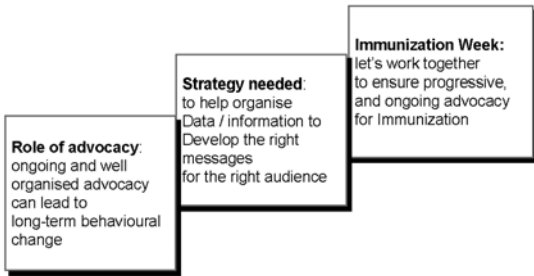 Role of advocacy:
ongoing and well
organised advocacy
can lead to
long-term behavioural
change
Strategy needed:
to help organise
Data / information to
Develop the right
messages
for the right audience
Immunization Week:
let's work together
to ensure progressive,
and ongoing advocacy
for Immunization